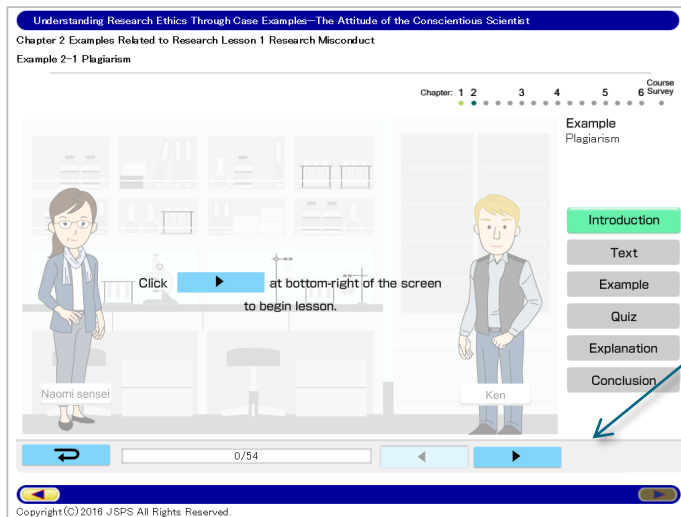 Understanding Research Ethics Through Case Examples—The Attitude of the Conscientious Scientist
Chapter 2 Examples Related to Research Lesson 1 Research Misconduct
Example 2-1 Plagiarism
Chapter: 1 2 3 4 5 6 Course Survey
Example
Plagiarism
Introduction
Text
Example
Quiz
Explanation
Conclusion
Click ▶ at bottom-right of the screen
to begin lesson.
Naomi sensei
Ken
0/54
Copyright(C)2016 JSPS All Rights Reserved.